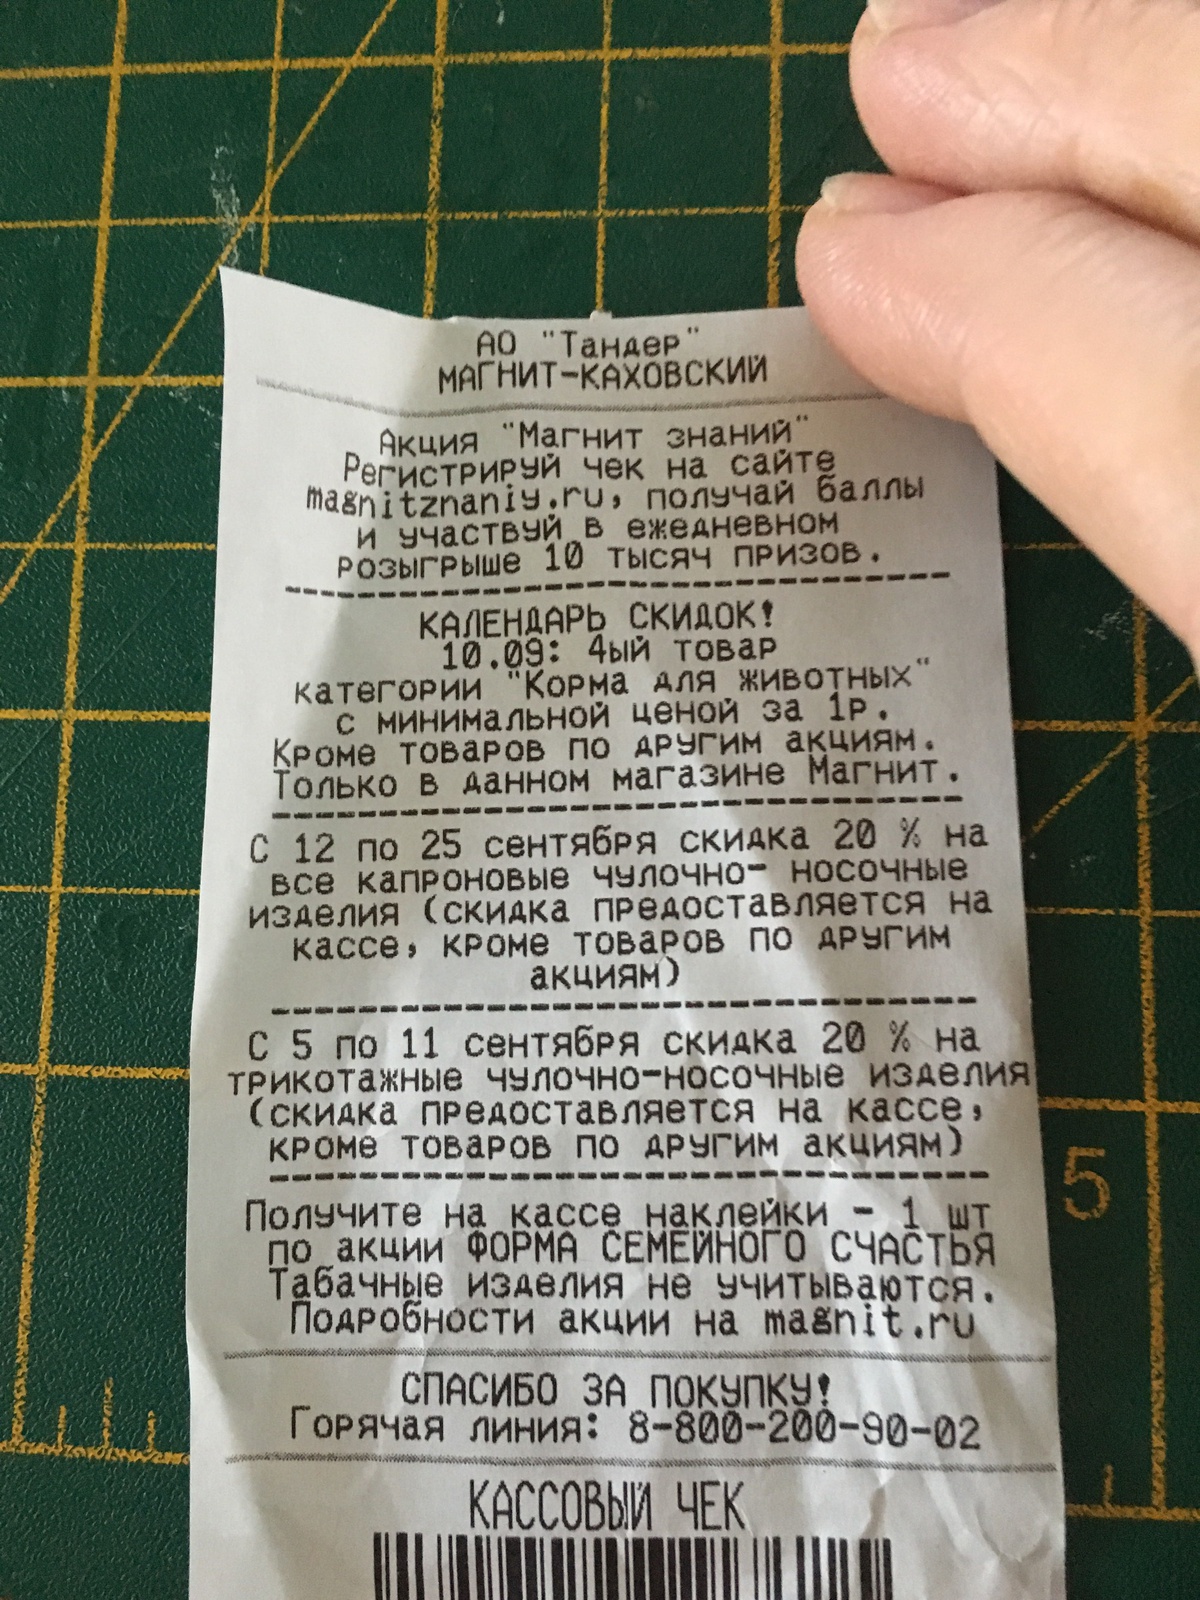 АО "Тандер"
МАГНИТ-КАХОВСКИЙ
Акция "Магнит знаний"
Регистрируй чек на сайте
magnitznaniy.ru, получай баллы
и участвуй в ежедневном
розыгрыше 10 тысяч призов.
КАЛЕНДАРЬ СКИДОК!
10.09: 4ый товар
категории "Корма для животных"
с минимальной ценой за 1р.
Кроме товаров по другим акциям.
Только в данном магазине Магнит.
С 12 по 25 сентября скидка 20 % на
все капроновые чулочно- носочные
изделия (скидка предоставляется на
кассе, кроме товаров по другим
акциям)
С 5 по 11 сентября скидка 20 % на
трикотажные чулочно-носочные изделия
(скидка предоставляется на кассе,
кроме товаров по другим акциям)
Получите на кассе наклейки - 1 шт
по акции ФОРМА СЕМЕЙНОГО СЧАСТЬЯ
Табачные изделия не учитываются.
Подробности акции на magnit.ru
СПАСИБО ЗА ПОКУПКУ!
Горячая линия: 8-800-200-90-02
КАССОВЫЙ ЧЕК
5